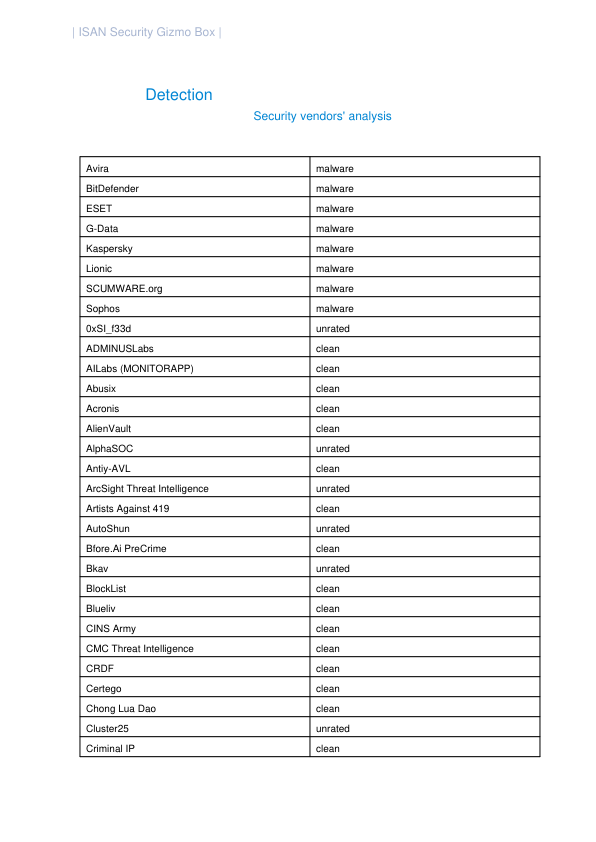 | ISAN Security Gizmo Box |
Detection
Security vendors' analysis
Avira malware
BitDefender malware
ESET malware
G-Data malware
Kaspersky malware
Lionic malware
SCUMWARE.org malware
Sophos malware
0xSI_f33d unrated
ADMINUSLabs clean
AILabs (MONITORAPP) clean
Abusix clean
Acronis clean
AlienVault clean
AlphaSOC unrated
Antiy-AVL clean
ArcSight Threat Intelligence unrated
Artists Against 419 clean
AutoShun unrated
Bfore.Ai PreCrime clean
Bkav unrated
BlockList clean
Blueliv clean
CINS Army clean
CMC Threat Intelligence clean
CRDF clean
Certego clean
Chong Lua Dao clean
Cluster25 unrated
Criminal IP clean